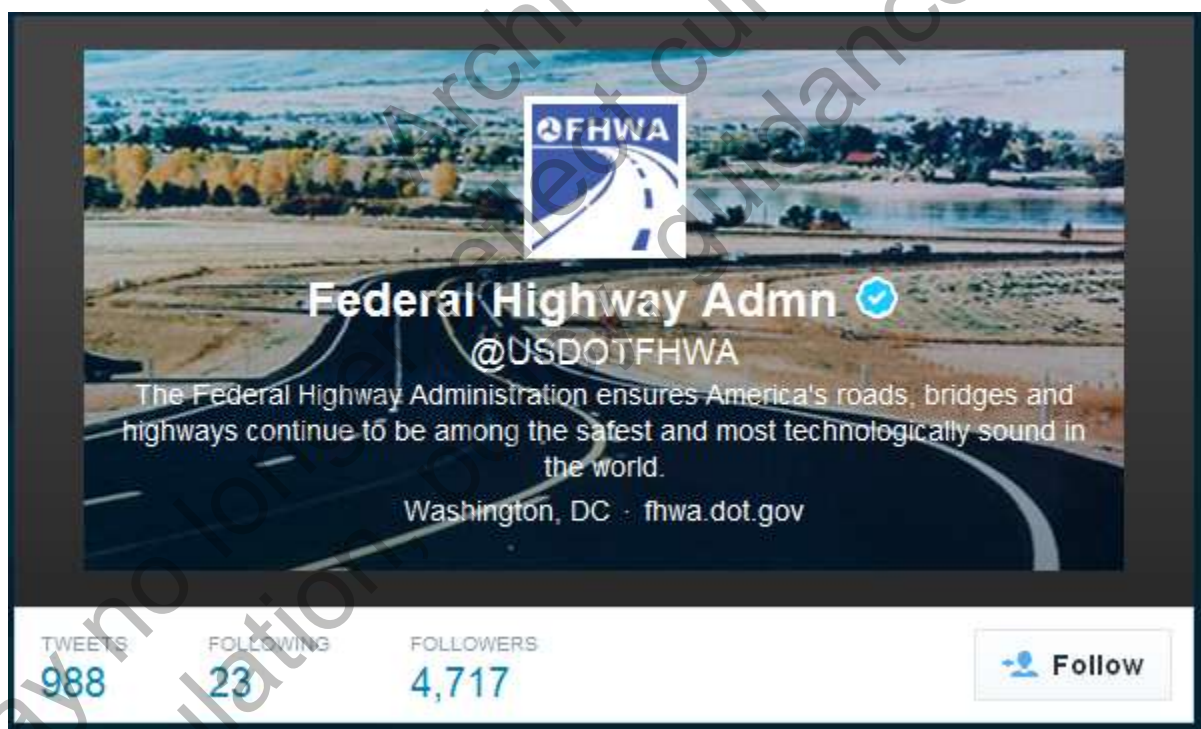 FHWA
Federal Highway Admn
@USDOTFHWA
The Federal Highway Administration ensures America's roads, bridges and
highways continue to be among the safest and most technologically sound in
the world.
Washington, DC · fhwa.dot.gov
TWEETS FOLLOWING FOLLOWERS
988 23 4,717
Follow